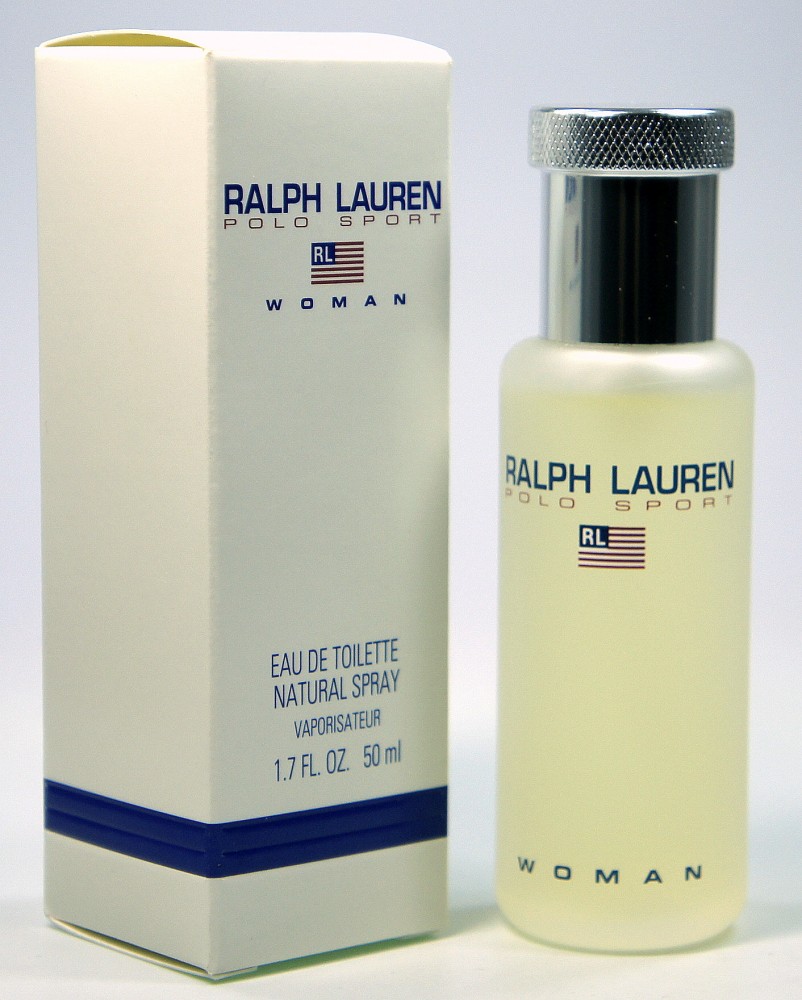 RALPH LAUREN
POLO SPORT
RL
WOMAN
EAU DE TOILETTE
NATURAL SPRAY
VAPORISATEUR
1.7 FL. OZ. 50 ml
RALPH LAUREN
POLO SPORT
RL
WOMAN